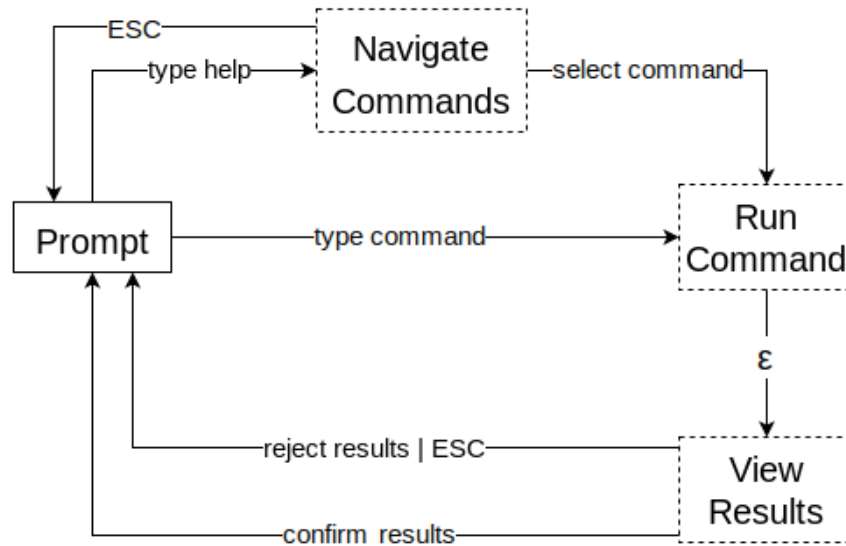 ESC
Navigate
Commands
type help
select command
Prompt
type command
Run
Command
ε
reject results | ESC
View
Results
confirm results